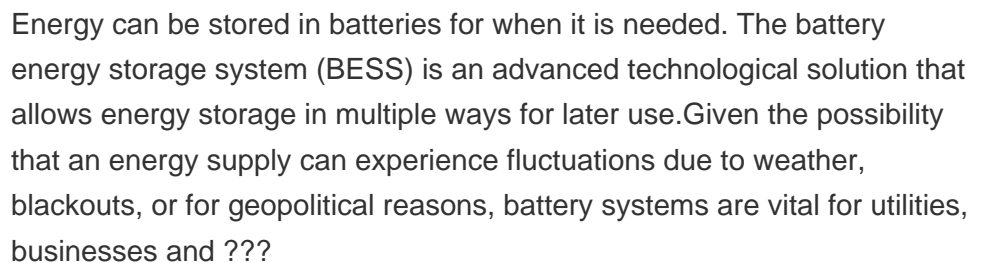 Energy can be stored in batteries for when it is needed. The battery
energy storage system (BESS) is an advanced technological solution that
allows energy storage in multiple ways for later use.Given the possibility
that an energy supply can experience fluctuations due to weather,
blackouts, or for geopolitical reasons, battery systems are vital for utilities,
businesses and ???